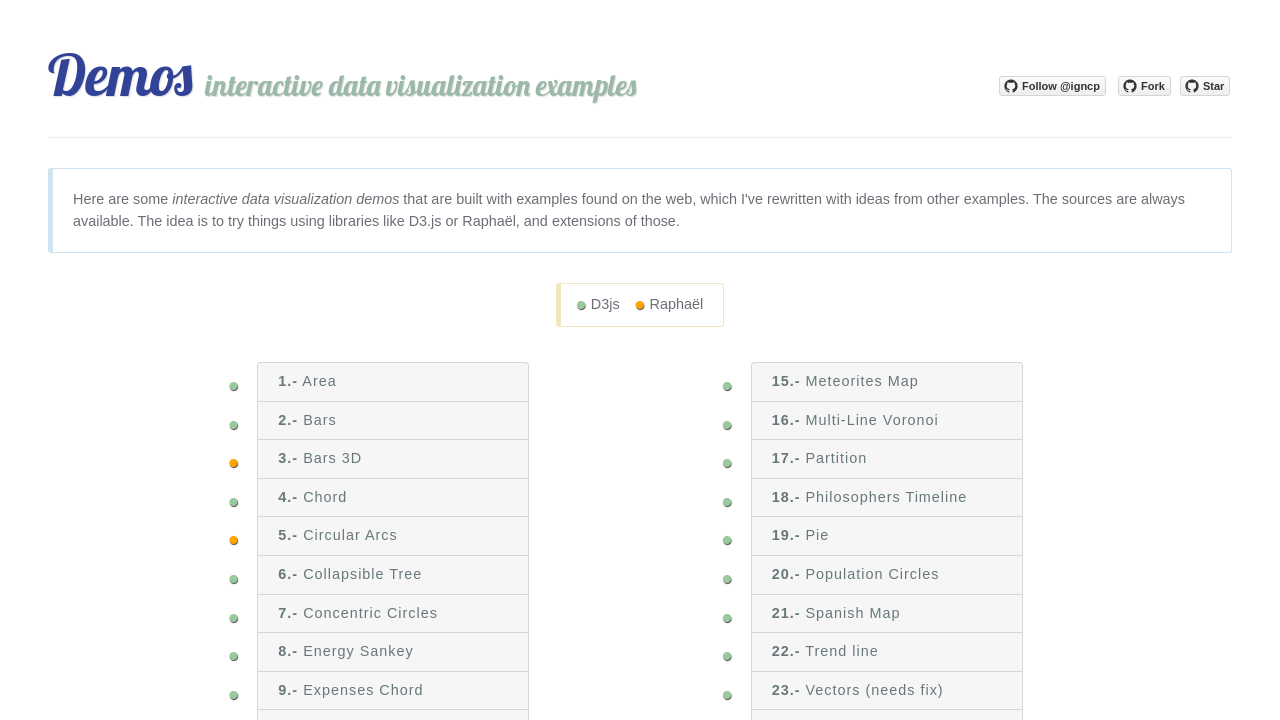 Demos interactive data visualization examples
Follow @igncp Fork Star
Here are some interactive data visualization demos that are built with examples found on the web, which I've rewritten with ideas from other examples. The sources are always
available. The idea is to try things using libraries like D3.js or Raphaël, and extensions of those.
D3js Raphaël
1.- Area
2.- Bars
3.- Bars 3D
4.- Chord
5.- Circular Arcs
6.- Collapsible Tree
7.- Concentric Circles
8.- Energy Sankey
9.- Expenses Chord
15.- Meteorites Map
16.- Multi-Line Voronoi
17.- Partition
18.- Philosophers Timeline
19.- Pie
20.- Population Circles
21.- Spanish Map
22.- Trend line
23.- Vectors (needs fix)